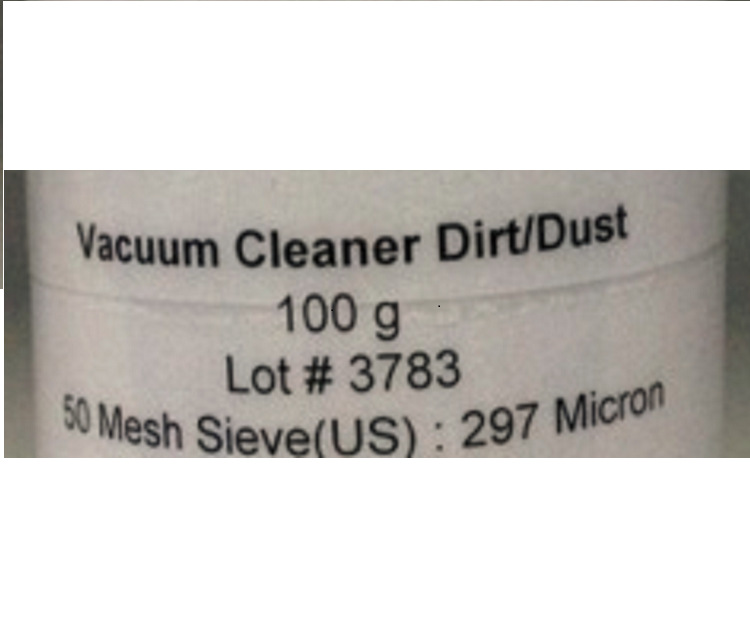 Vacuum Cleaner Dirt/Dust
100 g
Lot # 3783
50 Mesh Sieve(US) : 297 Micron